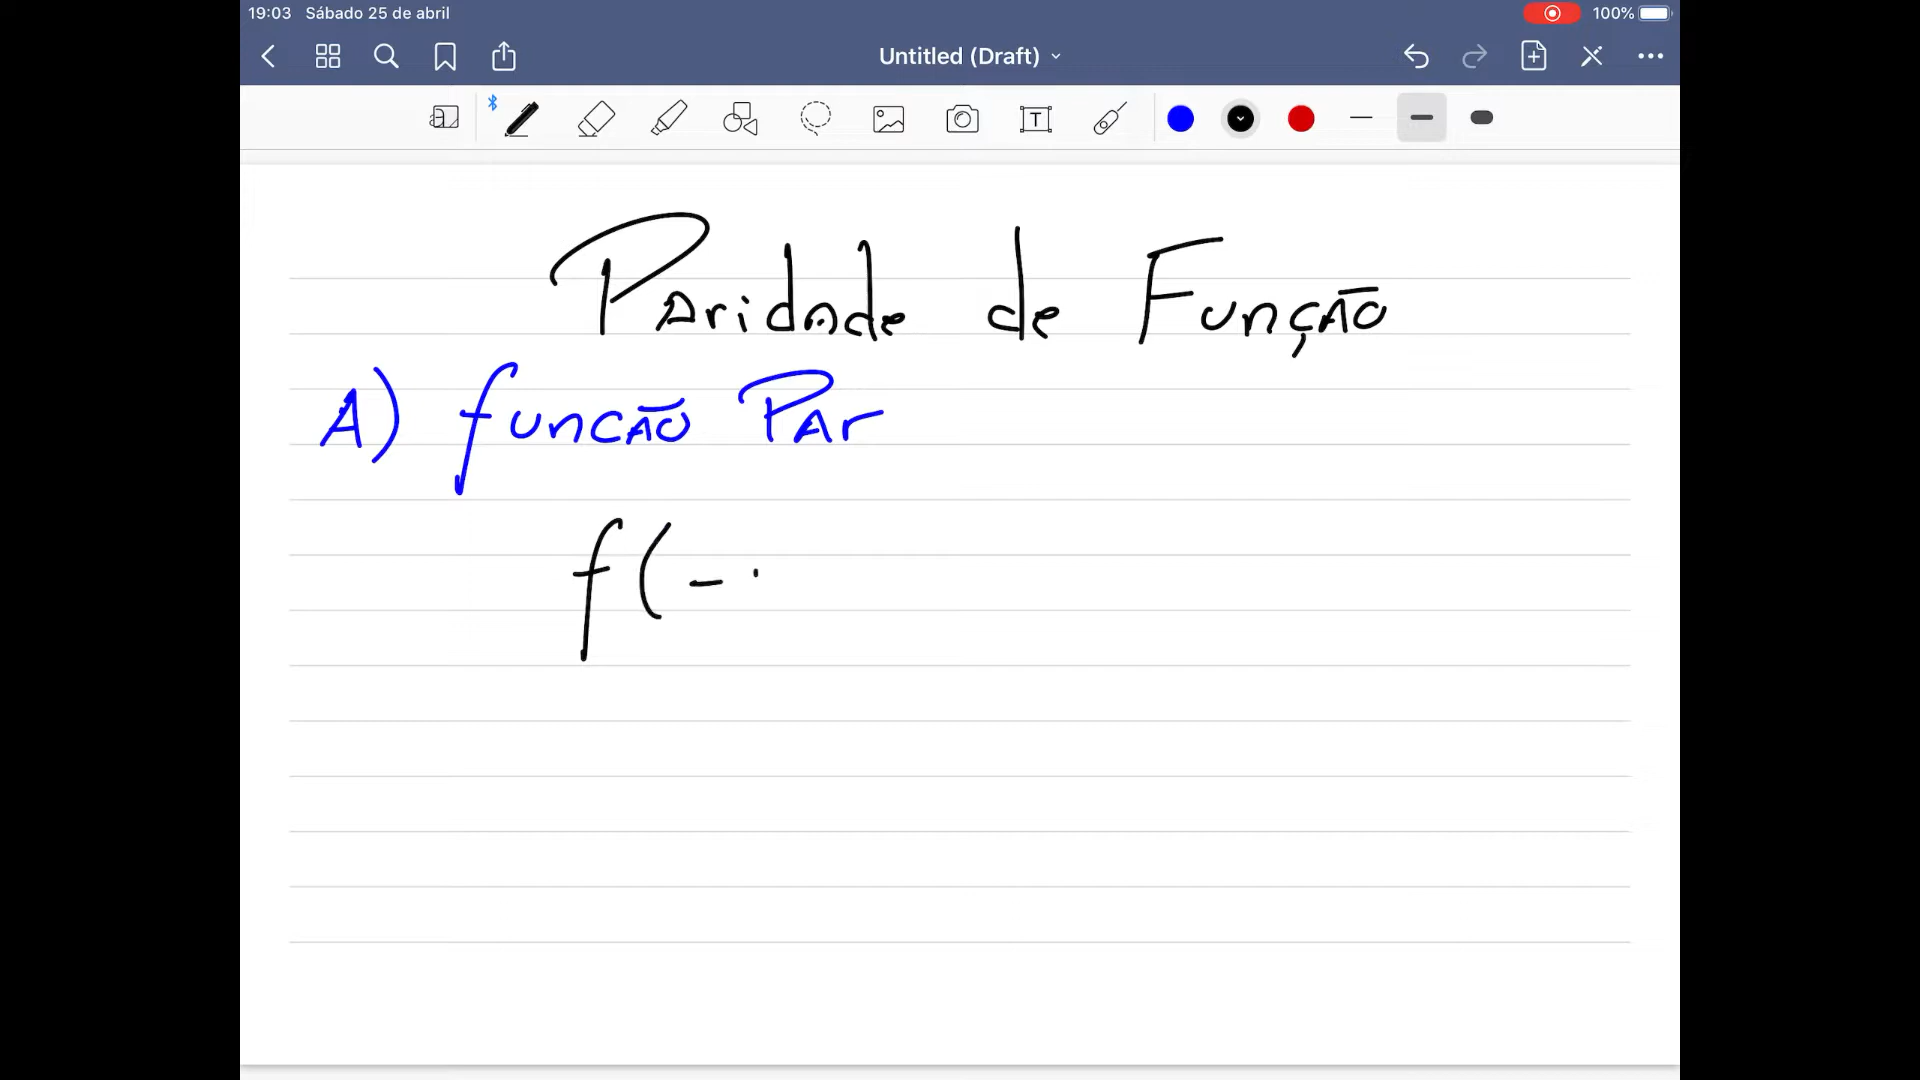 19:03 Sábado 25 de abril
100%
Untitled (Draft)
Paridade de Função
A) função Par
f(-